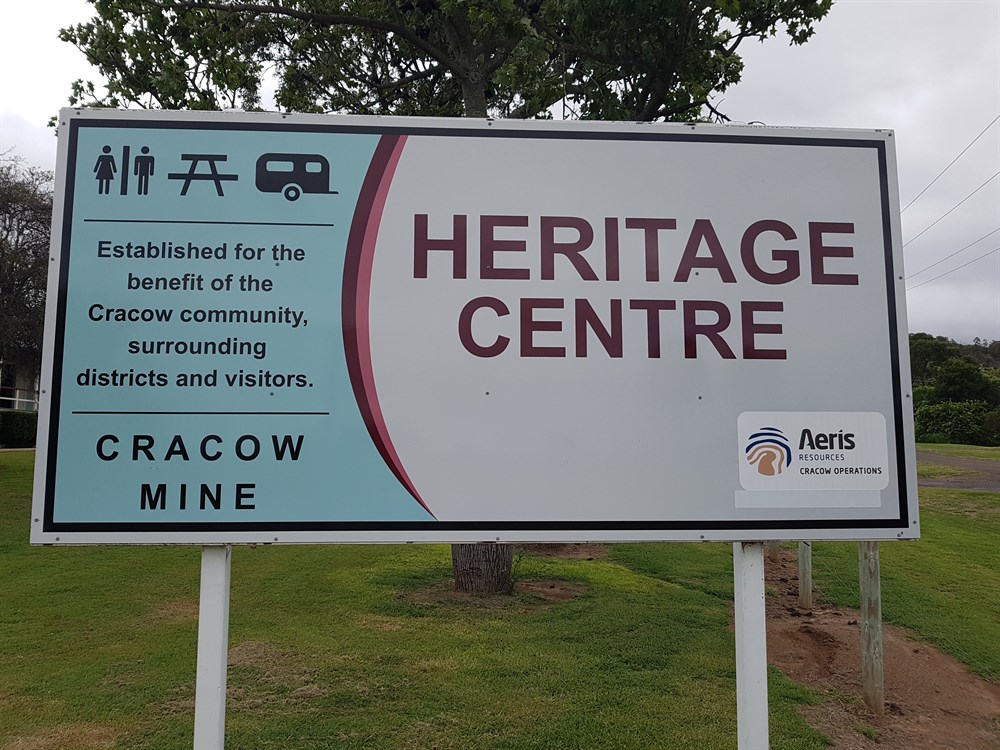 Established for the
benefit of the
Cracow community,
surrounding
districts and visitors.
CRACOW
MINE
HERITAGE
CENTRE
Aeris
RESOURCES
CRACOW OPERATIONS